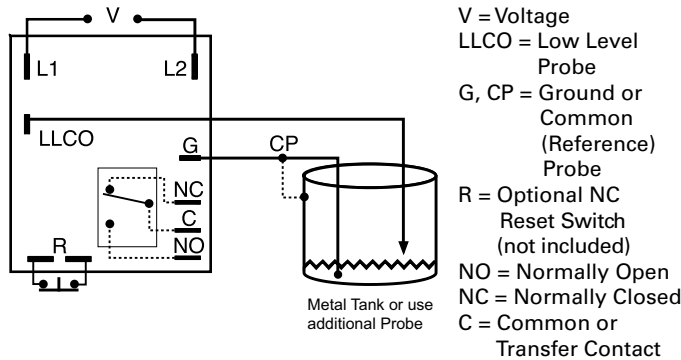 V
L1
L2
LLCO
G
CP
NC
C
NO
R
Metal Tank or use
additional Probe
V = Voltage
LLCO = Low Level
Probe
G, CP = Ground or
Common
(Reference)
Probe
R = Optional NC
Reset Switch
(not included)
NO = Normally Open
NC = Normally Closed
C = Common or
Transfer Contact